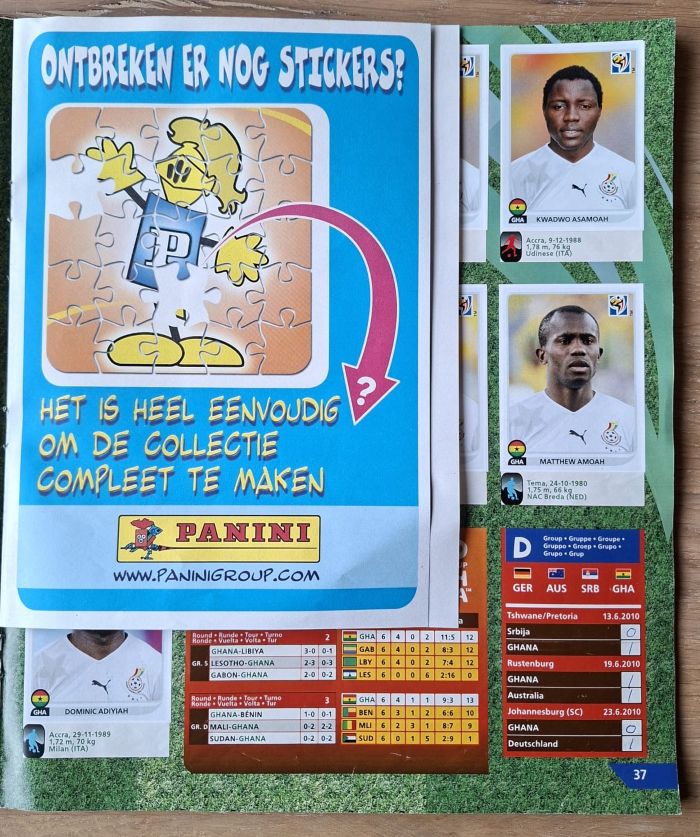 ONTBREKEN ER NOG STICKERS?
P
?
HET IS HEEL EENVOUDIG
OM DE COLLECTIE
COMPLEET TE MAKEN
PANINI
WWW.PANINIGROUP.COM
GHA
KWADWO ASAMOAH
Accra, 9-12-1988
1,78 m, 76 kg
Udinese (ITA)
GHA
MATTHEW AMOAH
Tema, 24-10-1980
1,75 m, 66 kg
NAC Breda (NED)
GHA
DOMINIC ADIYIAH
Accra, 29-11-1989
1,72 m, 70 kg
Milan (ITA)
Round • Runde • Tour • Turno
Ronde • Vuelta • Volta • Tur
2
GR. 5
GHANA-LIBIYA 3-0 0-1
LESOTHO-GHANA 2-3 0-3
GABON-GHANA 2-0 0-2
GHA 6 4 0 2 11:5 12
GAB 6 4 0 2 8:3 12
LBY 6 4 0 2 7:4 12
LES 6 0 0 6 2:16 0
Round • Runde • Tour • Turno
Ronde • Vuelta • Volta • Tur
3
GR. D
GHANA-BÉNIN 1-0 0-1
MALI-GHANA 0-2 2-2
SUDAN-GHANA 0-2 0-2
GHA 6 4 1 1 9:3 13
BEN 6 3 1 2 6:6 10
MLI 6 2 3 1 8:7 9
SUD 6 0 1 5 2:9 1
D
Group • Gruppe • Groupe •
Gruppo • Groep • Grupo •
Grupo • Grup
GER AUS SRB GHA
Tshwane/Pretoria 13.6.2010
Srbija 0
GHANA 1
Rustenburg 19.6.2010
GHANA 1
Australia 1
Johannesburg (SC) 23.6.2010
GHANA 0
Deutschland 1
37